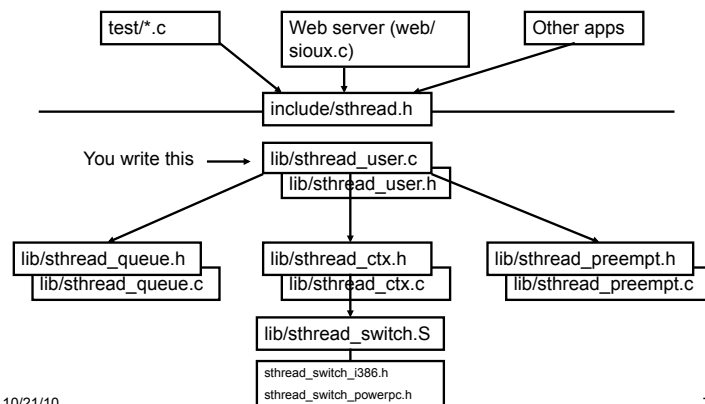 test/*.c
Web server (web/
sioux.c)
Other apps
include/sthread.h
You write this
lib/sthread_user.c
lib/sthread_user.h
lib/sthread_queue.h
lib/sthread_queue.c
lib/sthread_ctx.h
lib/sthread_ctx.c
lib/sthread_preempt.h
lib/sthread_preempt.c
lib/sthread_switch.S
sthread_switch_i386.h
sthread_switch_powerpc.h
10/21/10